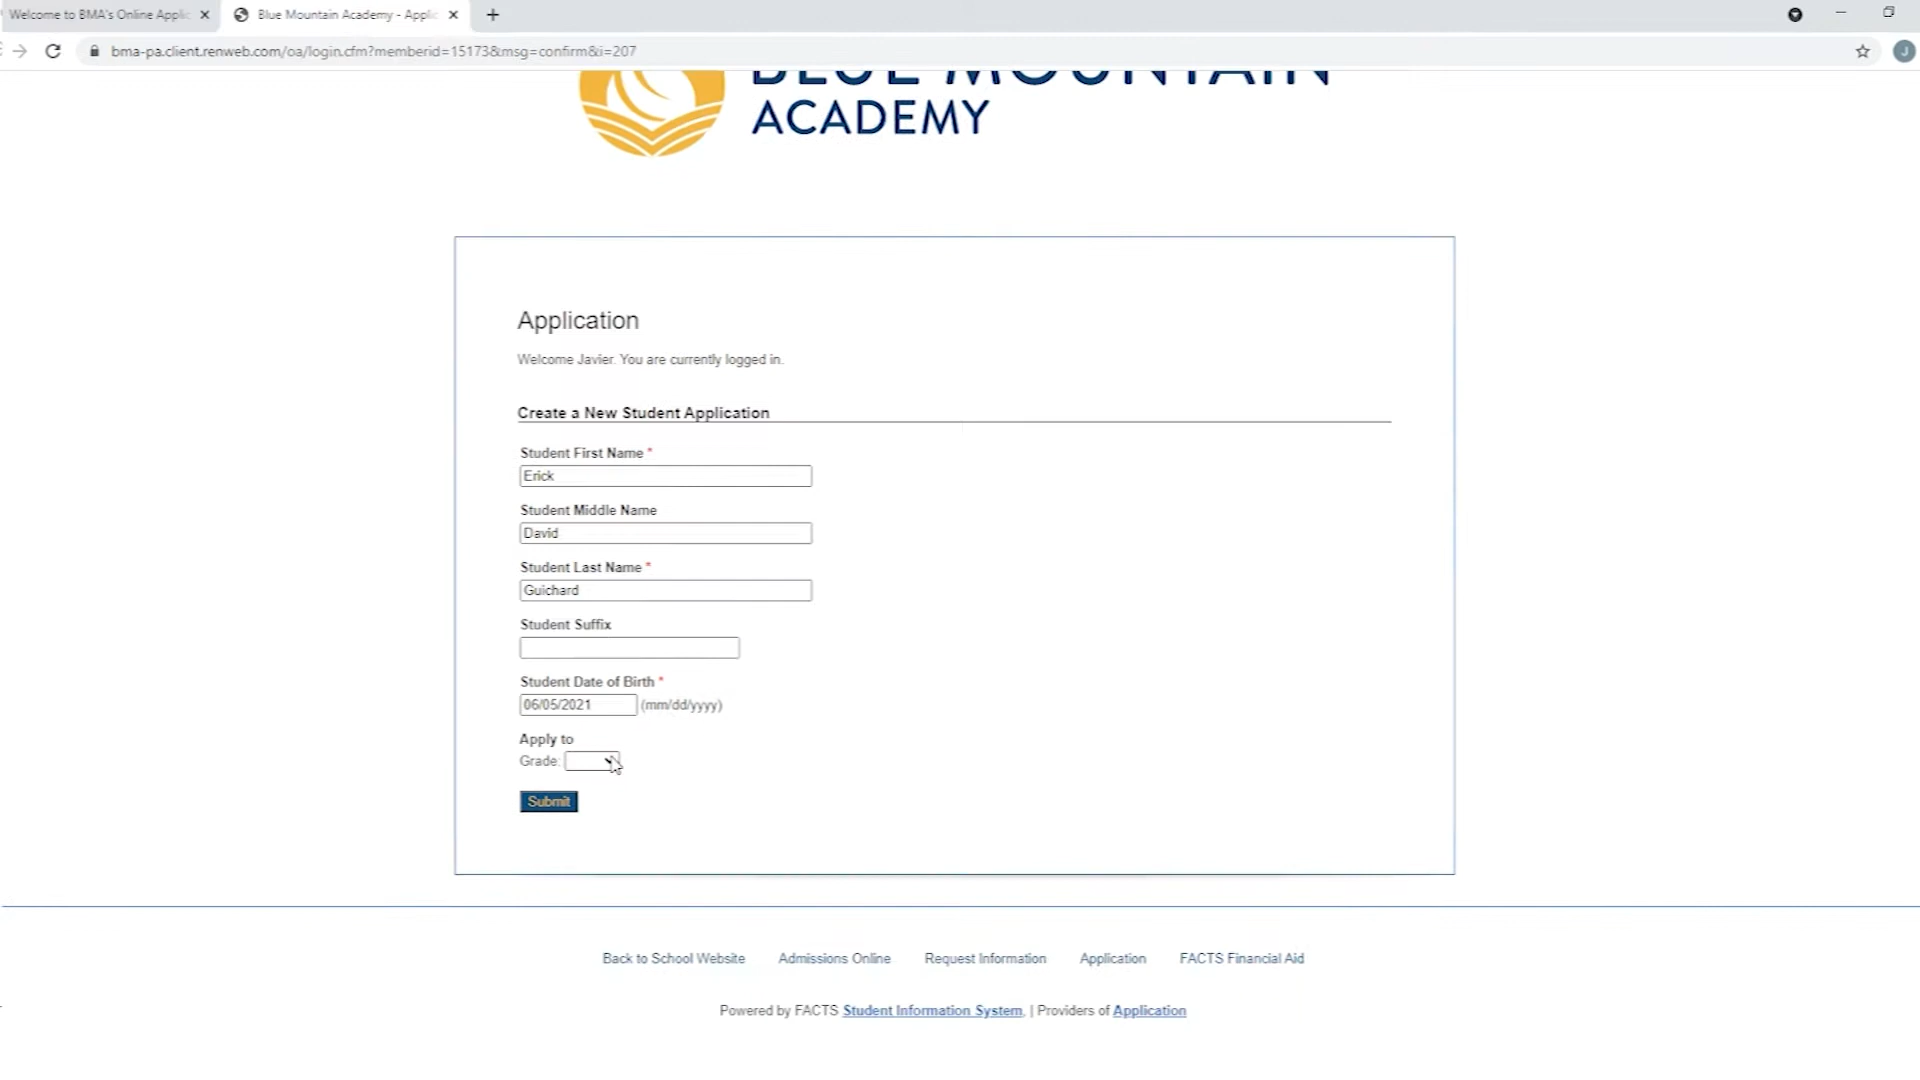 Welcome to BMA's Online Applic
Blue Mountain Academy - Applic
bma-pa.client.renweb.com/oa/login.cfm?memberid=15173&msg=confirm&i=207
J
BLUE MOUNTAIN
ACADEMY
Application
Welcome Javier. You are currently logged in.
Create a New Student Application
Student First Name *
Erick
Student Middle Name
David
Student Last Name *
Guichard
Student Suffix
Student Date of Birth *
06/05/2021 (mm/dd/yyyy)
Apply to
Grade:
Submit
Back to School Website Admissions Online Request Information Application FACTS Financial Aid
Powered by FACTS Student Information System, | Providers of Application